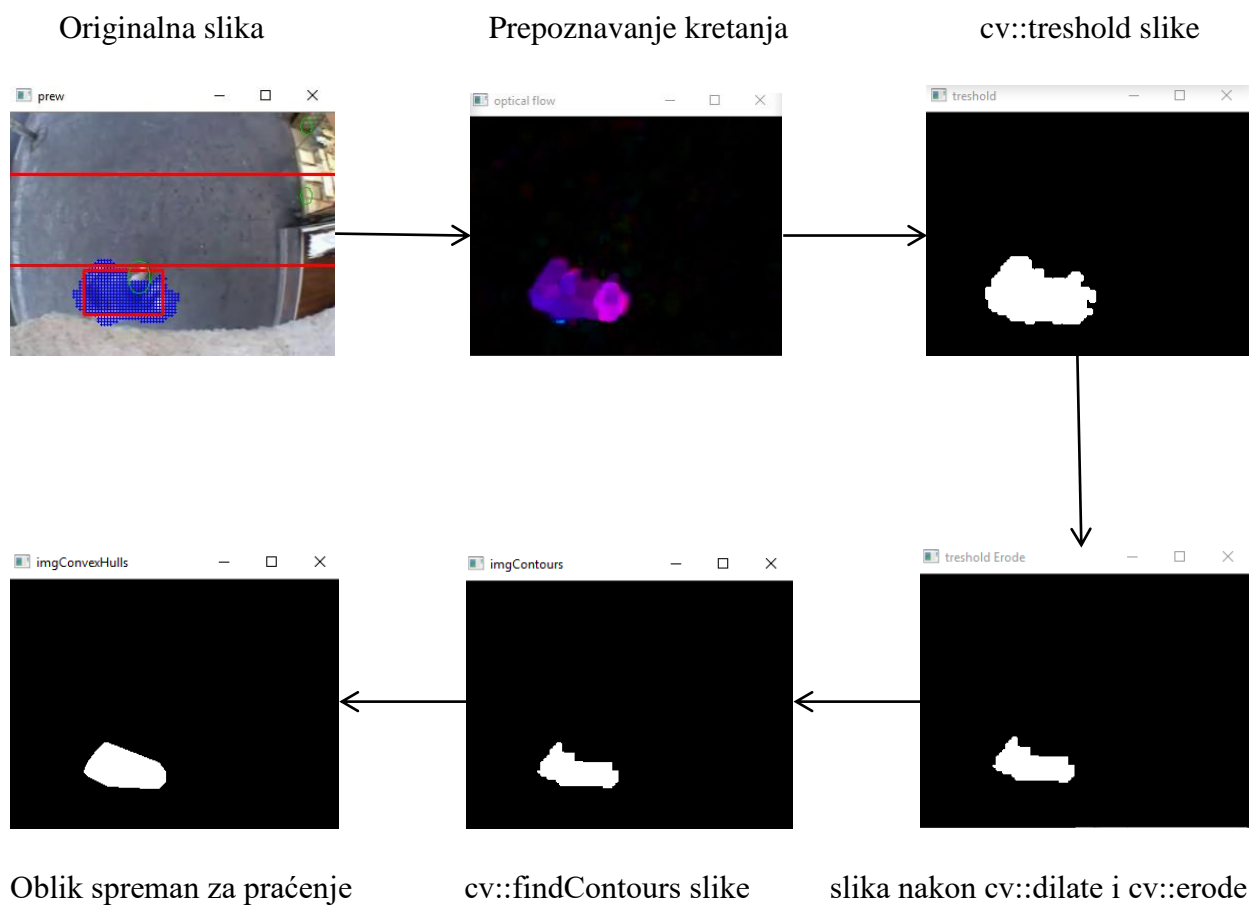 Originalna slika
Prepoznavanje kretanja
cv::treshold slike
prew
optical flow
treshold
imgConvexHulls
imgContours
treshold Erode
Oblik spreman za praćenje
cv::findContours slike
slika nakon cv::dilate i cv::erode